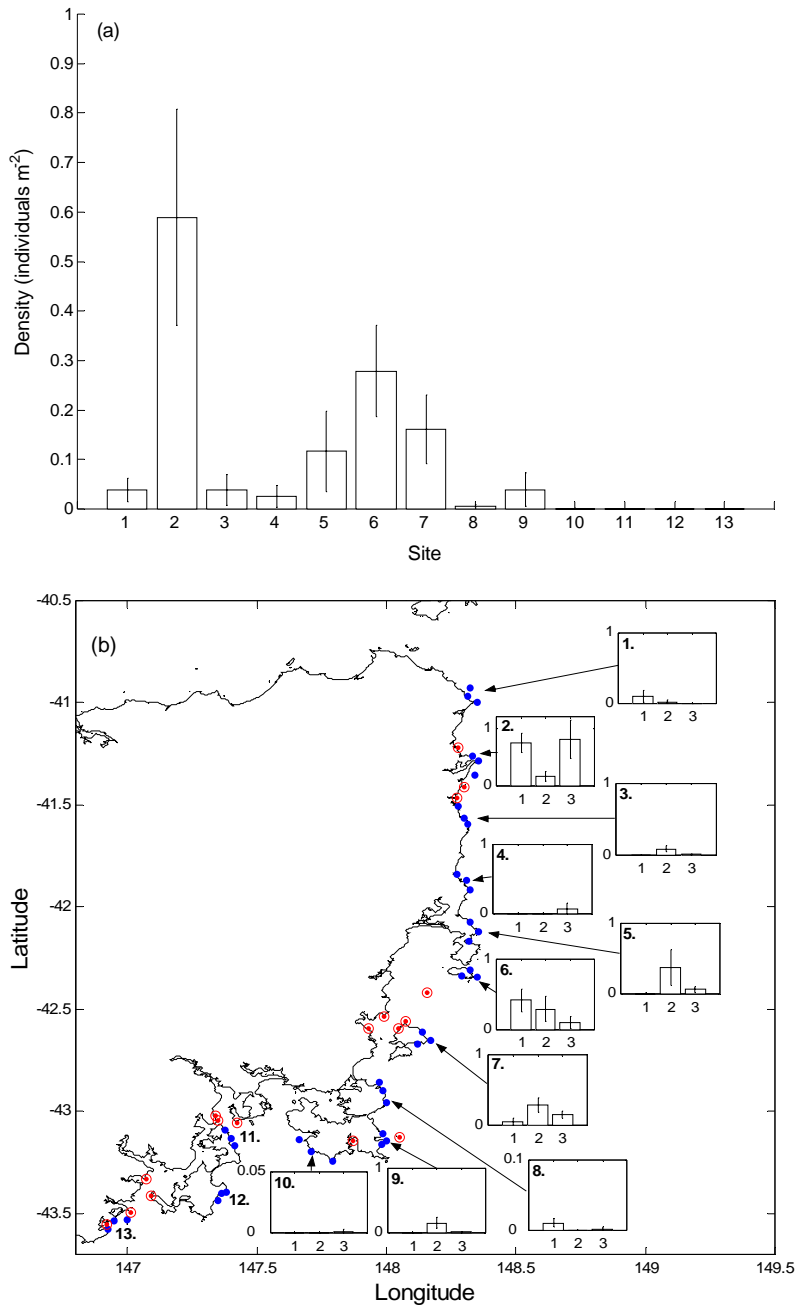 (a)
1
0.9
0.8
0.7
0.6
0.5
0.4
0.3
0.2
0.1
0
Density (individuals m-2)
1 2 3 4 5 6 7 8 9 10 11 12 13
Site
(b)
-40.5
-41
-41.5
-42
-42.5
-43
-43.5
Latitude
147 147.5 148 148.5 149 149.5
Longitude
1
1.
0
1 2 3
1
2.
0
1 2 3
1
3.
0
1 2 3
1
4.
0
1 2 3
1
5.
0
1 2 3
1
6.
0
1 2 3
1
7.
0
1 2 3
0.1
8.
0
1 2 3
1
9.
0
1 2 3
0.05
10.
0
1 2 3
11.
12.
13.